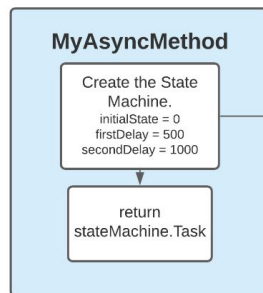 MyAsyncMethod
Create the State
Machine.
initialState = 0
firstDelay = 500
secondDelay = 1000
return
stateMachine.Task